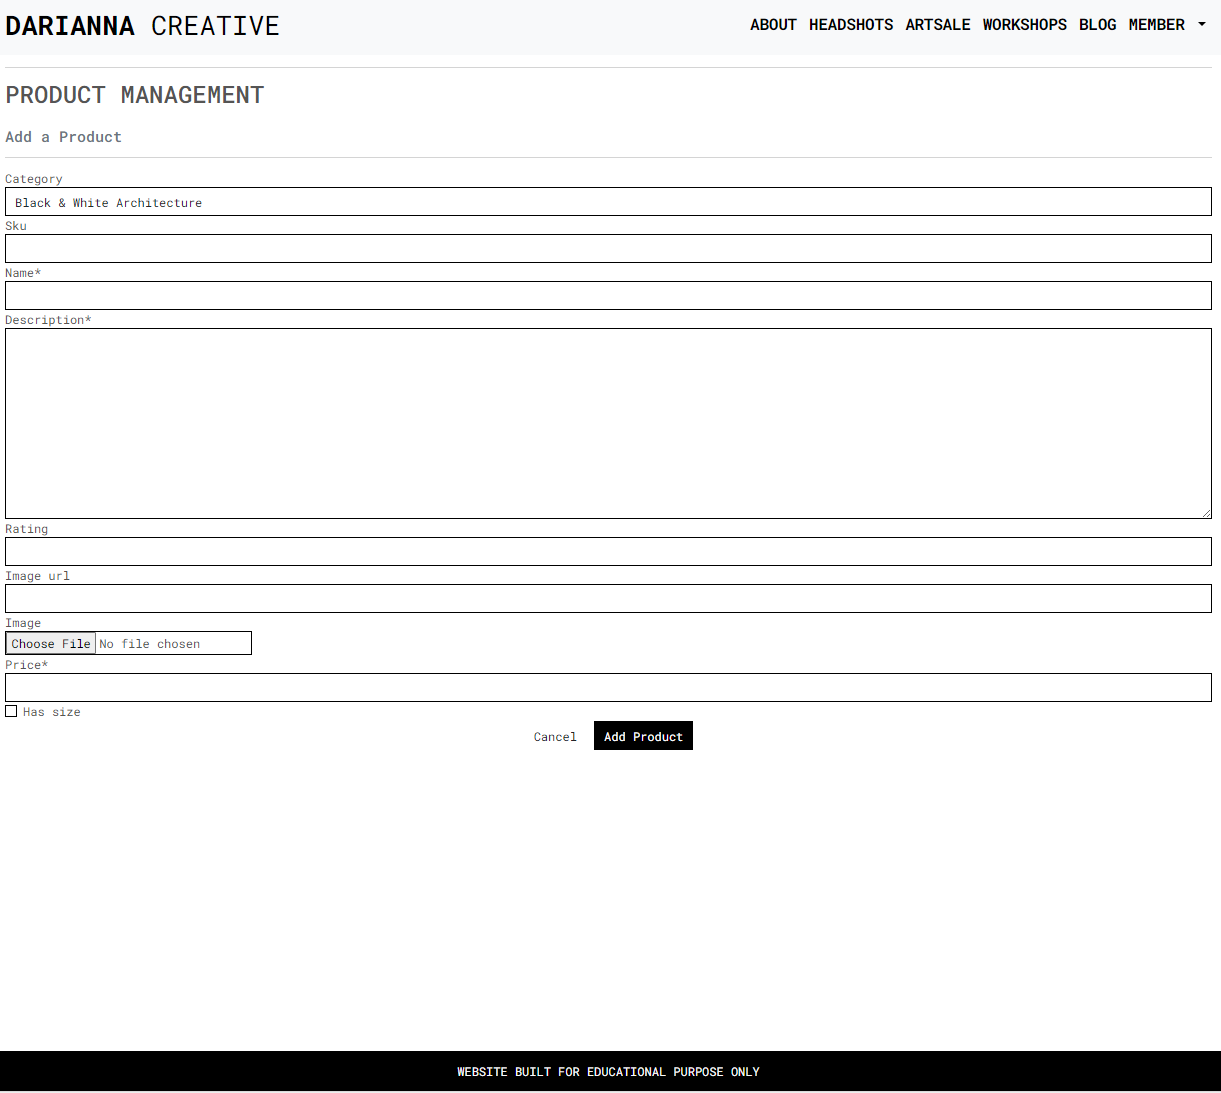 DARIANNA CREATIVE
ABOUT HEADSHOTS ARTSALE WORKSHOPS BLOG MEMBER
PRODUCT MANAGEMENT
Add a Product
Category
Black & White Architecture
Sku
Name*
Description*
Rating
Image url
Image
Choose File No file chosen
Price*
Has size
Cancel Add Product
WEBSITE BUILT FOR EDUCATIONAL PURPOSE ONLY